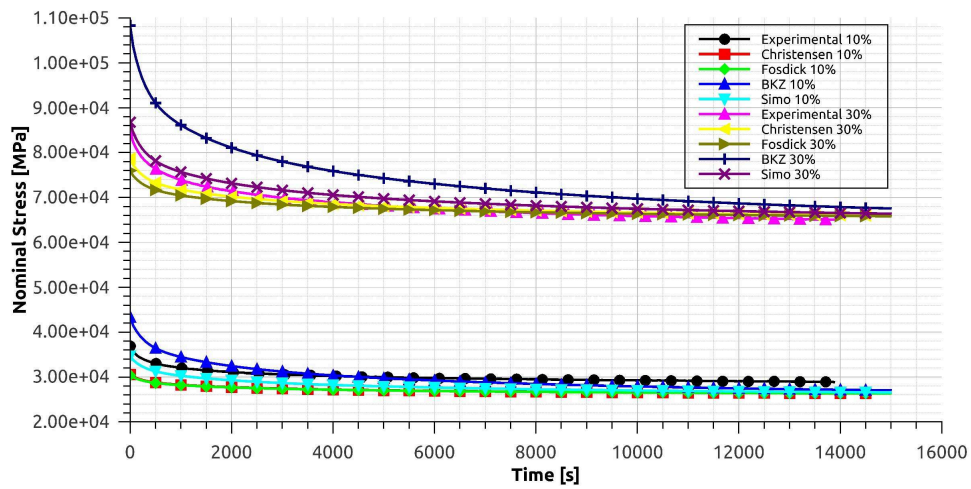 1.10e+05
1.00e+05
9.00e+04
8.00e+04
7.00e+04
6.00e+04
5.00e+04
4.00e+04
3.00e+04
2.00e+04
Nominal Stress [MPa]
Experimental 10%
Christensen 10%
Fosdick 10%
BKZ 10%
Simo 10%
Experimental 30%
Christensen 30%
Fosdick 30%
BKZ 30%
Simo 30%
0 2000 4000 6000 8000 10000 12000 14000 16000
Time [s]